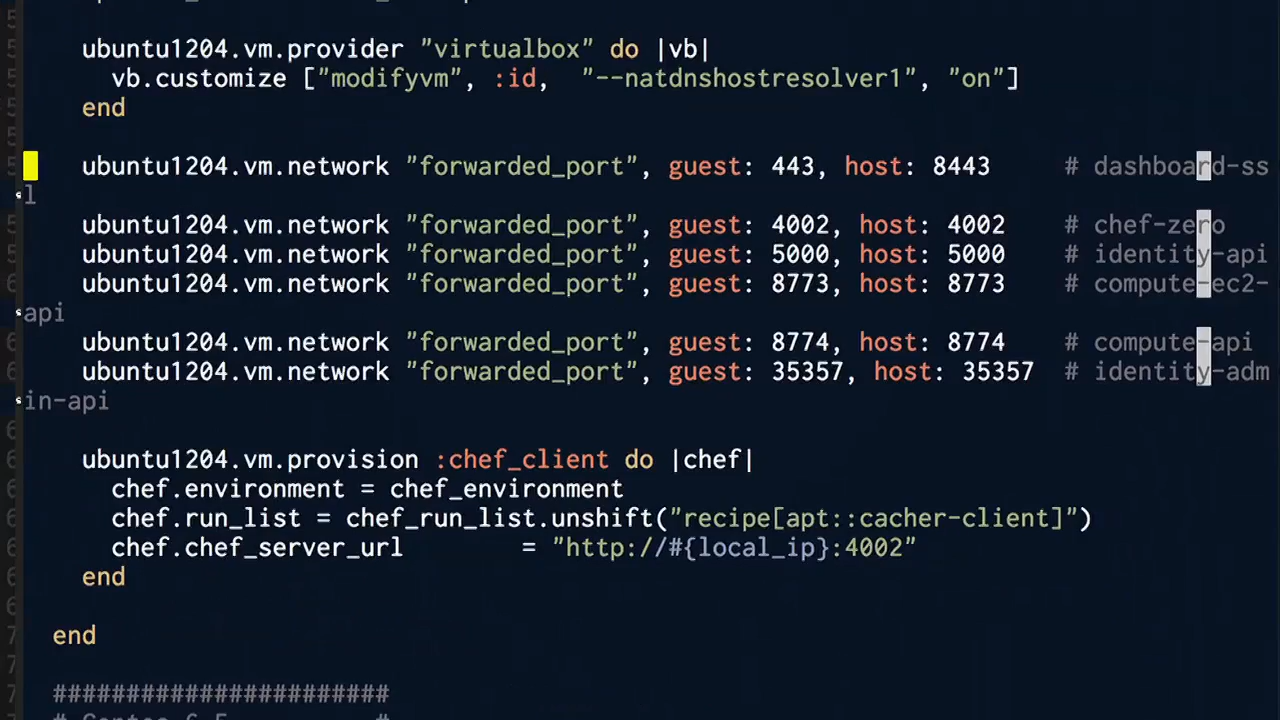 ubuntu1204.vm.provider "virtualbox" do |vb|
vb.customize ["modifyvm", :id,  "--natdnshostresolver1", "on"]
end
ubuntu1204.vm.network "forwarded_port", guest: 443, host: 8443     # dashboard-ss
l
ubuntu1204.vm.network "forwarded_port", guest: 4002, host: 4002    # chef-zero
ubuntu1204.vm.network "forwarded_port", guest: 5000, host: 5000    # identity-api
ubuntu1204.vm.network "forwarded_port", guest: 8773, host: 8773    # compute-ec2-
api
ubuntu1204.vm.network "forwarded_port", guest: 8774, host: 8774    # compute-api
ubuntu1204.vm.network "forwarded_port", guest: 35357, host: 35357  # identity-adm
in-api
ubuntu1204.vm.provision :chef_client do |chef|
chef.environment = chef_environment
chef.run_list = chef_run_list.unshift("recipe[apt::cacher-client]")
chef.chef_server_url        = "http://#{local_ip}:4002"
end
end
#######################